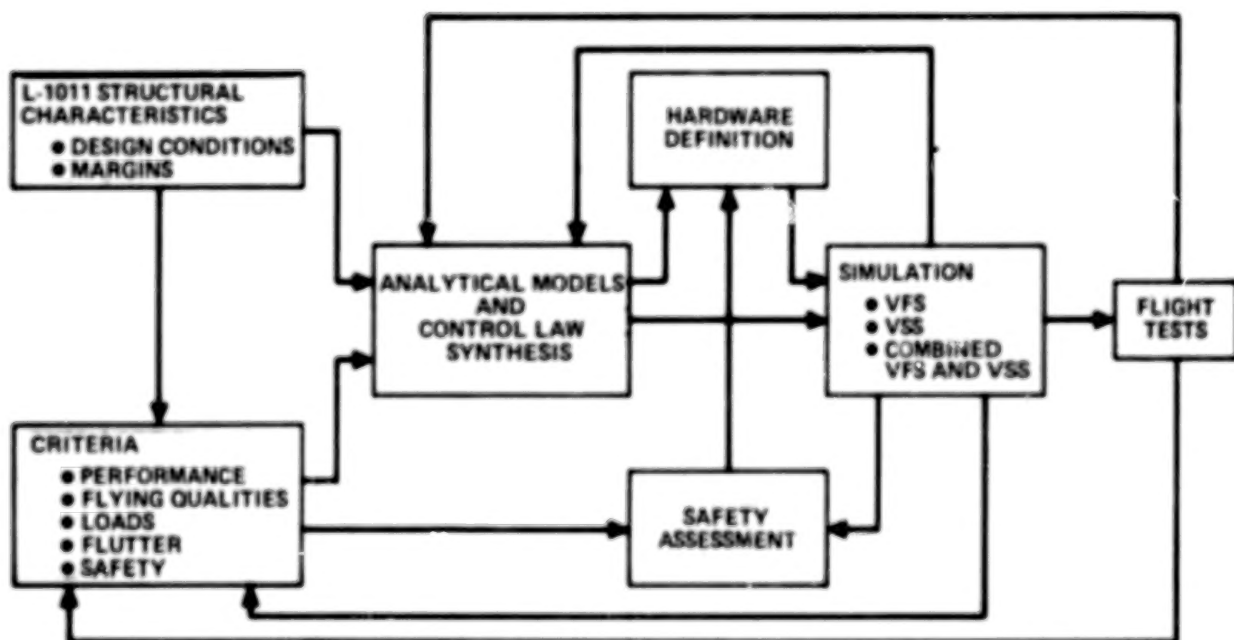 L-1011 STRUCTURAL
CHARACTERISTICS
● DESIGN CONDITIONS
● MARGINS
HARDWARE
DEFINITION
ANALYTICAL MODELS
AND
CONTROL LAW
SYNTHESIS
SIMULATION
● VFS
● VSS
● COMBINED
VFS AND VSS
FLIGHT
TESTS
CRITERIA
● PERFORMANCE
● FLYING QUALITIES
● LOADS
● FLUTTER
● SAFETY
SAFETY
ASSESSMENT